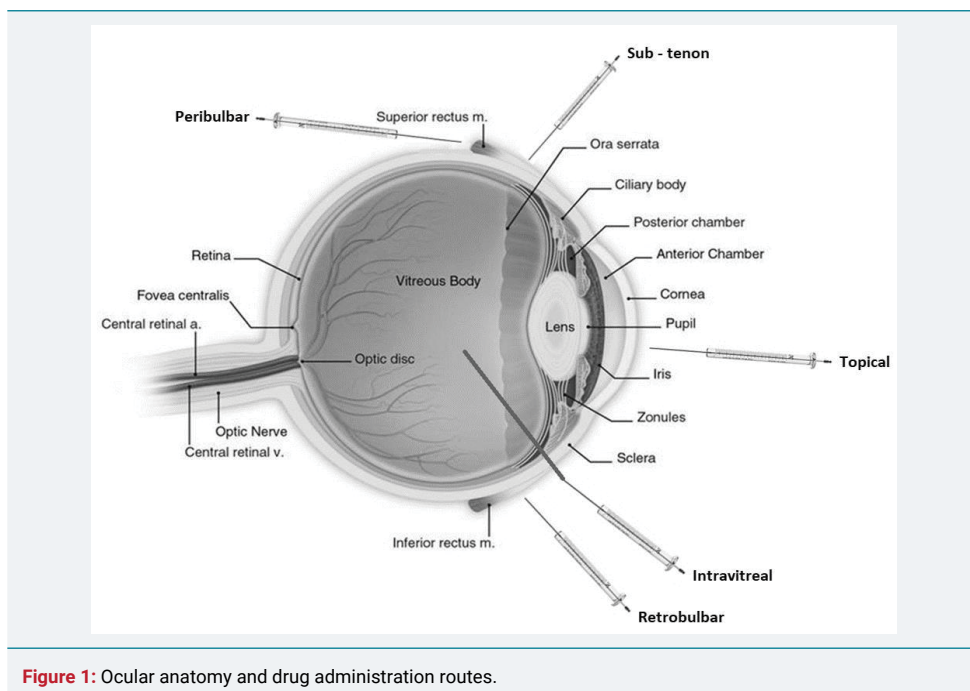 Sub - tenon
Peribulbar
Superior rectus m.
Ora serrata
Ciliary body
Posterior chamber
Anterior Chamber
Retina
Vitreous Body
Fovea centralis
Cornea
Central retinal a.
Lens
Pupil
Optic disc
Topical
Iris
Zonules
Optic Nerve
Central retinal v.
Sclera
Inferior rectus m.
Intravitreal
Retrobulbar
Figure 1: Ocular anatomy and drug administration routes.